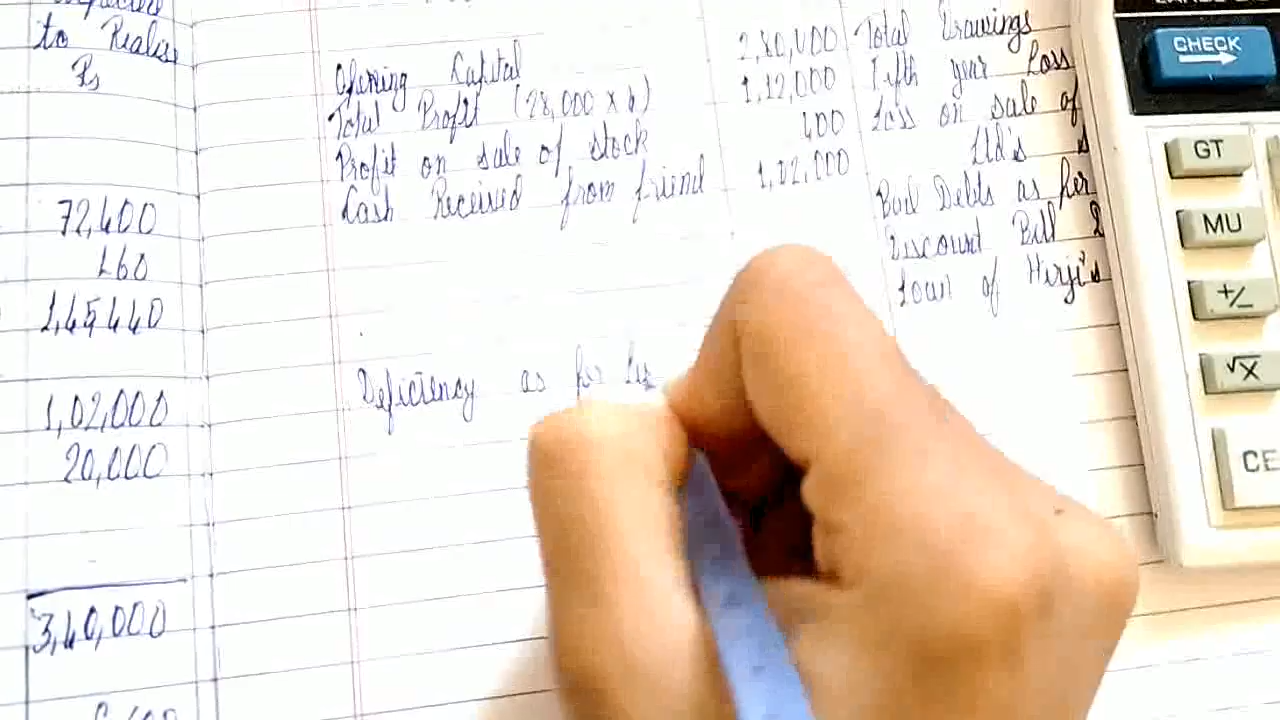 to Realise
Rs
72,400
160
1,45,440
1,02,000
20,000
3,40,000
Opening Capital 2,80,000 Total Drawings
Total Profit (28,000 x 4) 1,12,000 Fifth year Loss
Profit on sale of stock 400 Loss on sale of
Ltd's
Cash Received from friend 1,02,000
Bad Debts as per
Discount Bill
Loan of Hirji's
Deficiency as per
CHECK
GT
MU
+/−
√X
CE